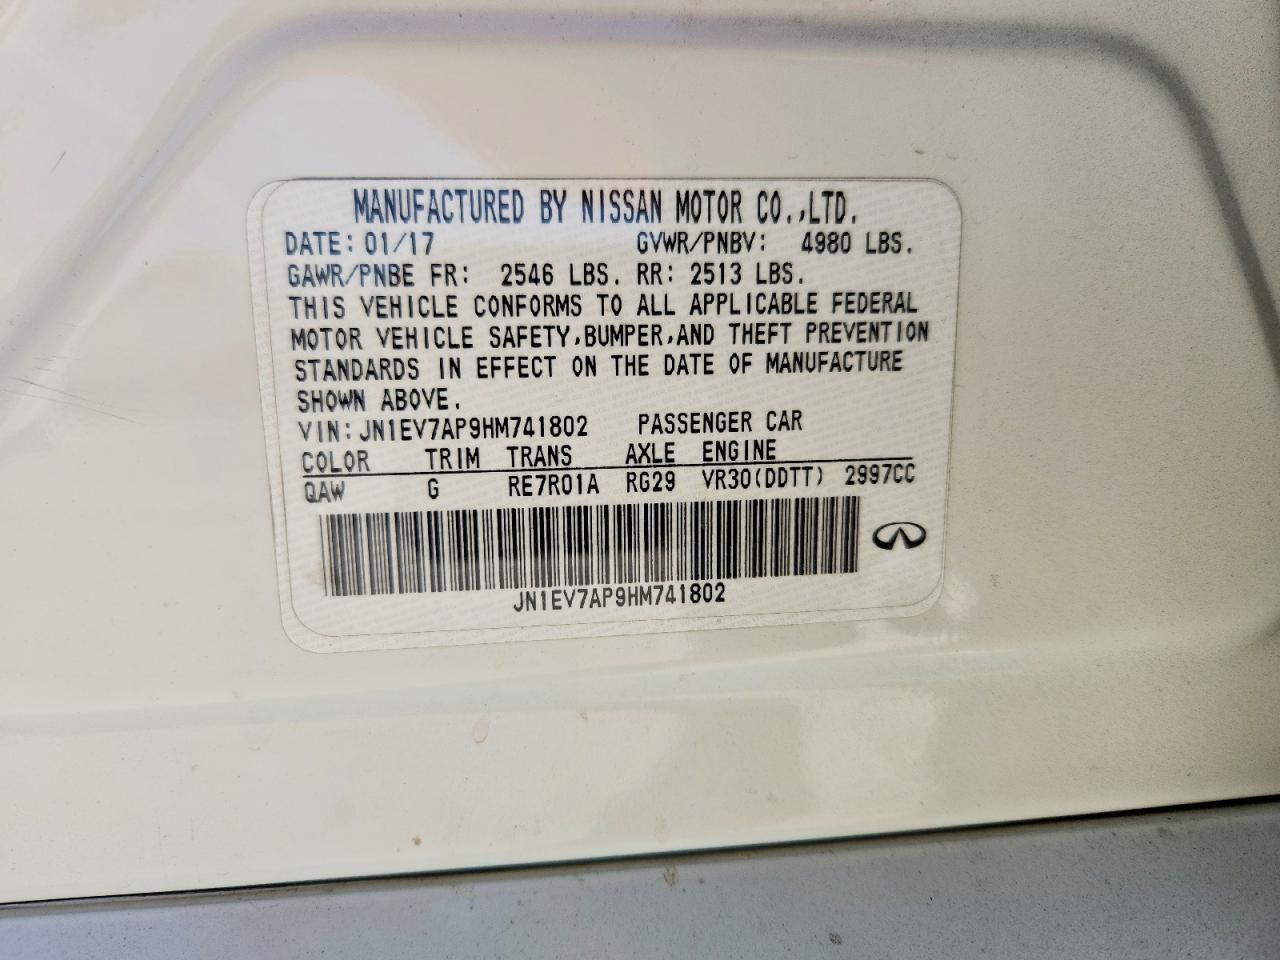 MANUFACTURED BY NISSAN MOTOR CO.,LTD.
DATE: 01/17 GVWR/PNBV: 4980 LBS.
GAWR/PNBE FR: 2546 LBS. RR: 2513 LBS.
THIS VEHICLE CONFORMS TO ALL APPLICABLE FEDERAL
MOTOR VEHICLE SAFETY,BUMPER,AND THEFT PREVENTION
STANDARDS IN EFFECT ON THE DATE OF MANUFACTURE
SHOWN ABOVE.
VIN: JN1EV7AP9HM741802 PASSENGER CAR
COLOR TRIM TRANS AXLE ENGINE
QAW G RE7R01A RG29 VR30(DDTT) 2997CC
JN1EV7AP9HM741802